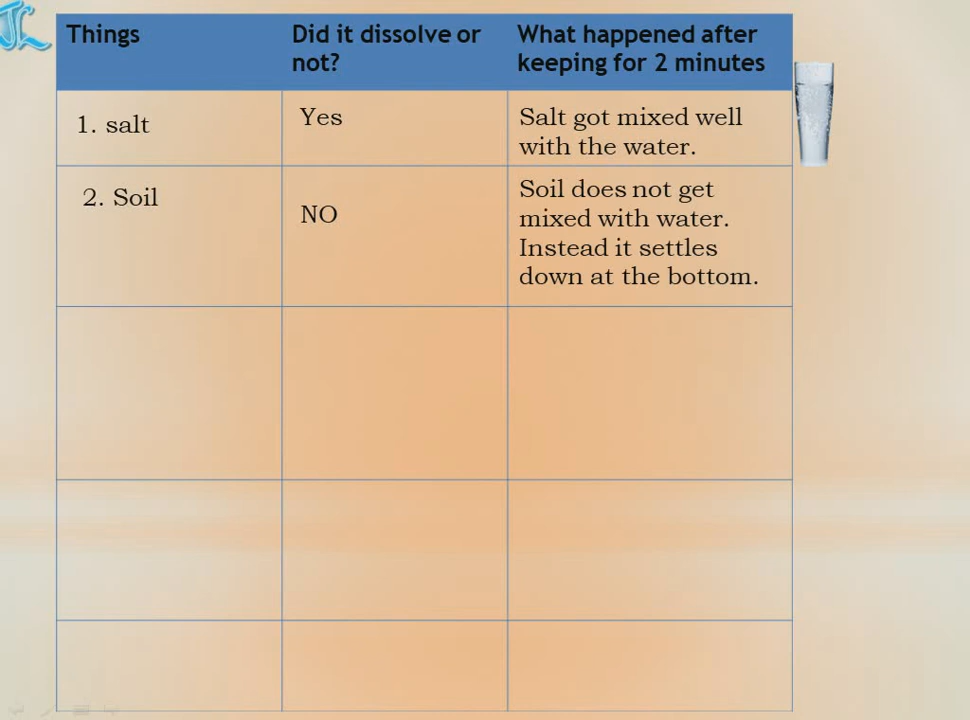 Things
Did it dissolve or
not?
What happened after
keeping for 2 minutes
1. salt
Yes
Salt got mixed well
with the water.
2. Soil
NO
Soil does not get
mixed with water.
Instead it settles
down at the bottom.